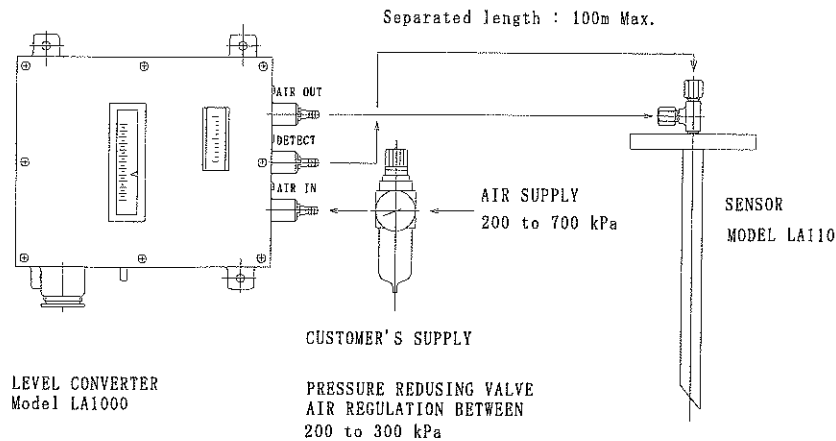 Separated length : 100m Max.
AIR OUT
DETECT
AIR IN
AIR SUPPLY
200 to 700 kPa
SENSOR
MODEL LA110
CUSTOMER'S SUPPLY
LEVEL CONVERTER
Model LA1000
PRESSURE REDUSING VALVE
AIR REGULATION BETWEEN
200 to 300 kPa